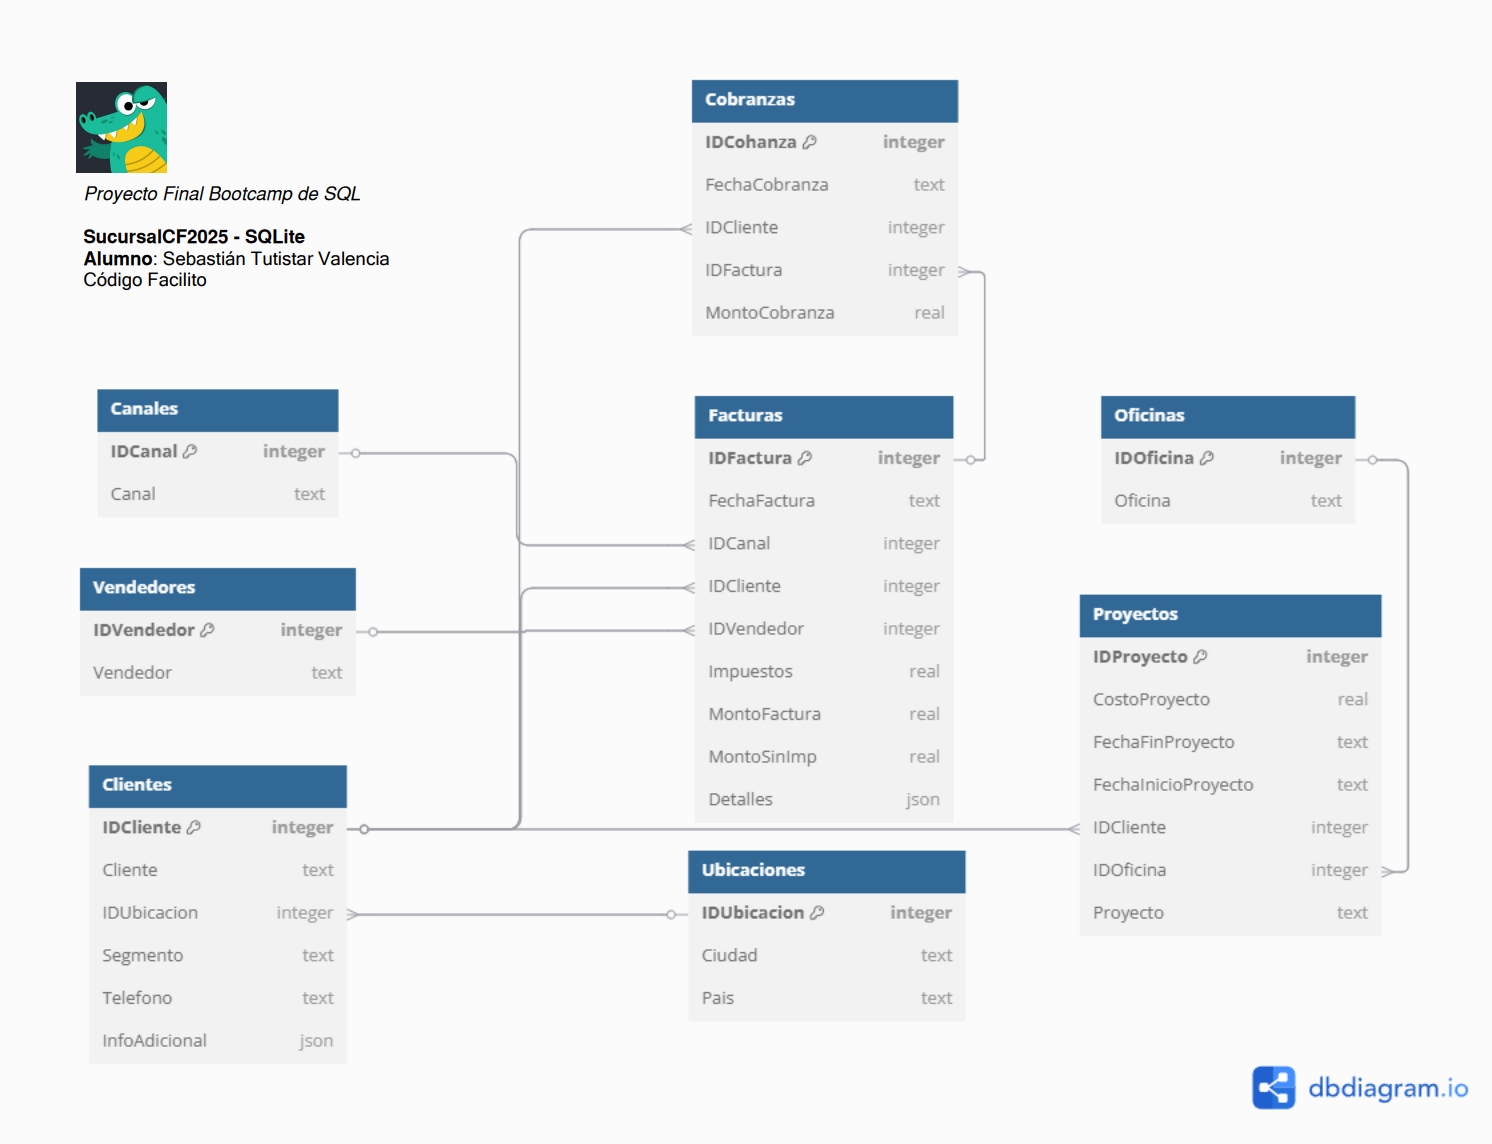 Proyecto Final Bootcamp de SQL
SucursalCF2025 - SQLite
Alumno: Sebastián Tutistar Valencia
Código Facilito
Cobranzas
IDCohanza integer
FechaCobranza text
IDCliente integer
IDFactura integer
MontoCobranza real
Canales
IDCanal integer
Canal text
Vendedores
IDVendedor integer
Vendedor text
Clientes
IDCliente integer
Cliente text
IDUbicacion integer
Segmento text
Telefono text
InfoAdicional json
Facturas
IDFactura integer
FechaFactura text
IDCanal integer
IDCliente integer
IDVendedor integer
Impuestos real
MontoFactura real
MontoSinImp real
Detalles json
Ubicaciones
IDUbicacion integer
Ciudad text
Pais text
Oficinas
IDOficina integer
Oficina text
Proyectos
IDProyecto integer
CostoProyecto real
FechaFinProyecto text
FechaInicioProyecto text
IDCliente integer
IDOficina integer
Proyecto text
dbdiagram.io